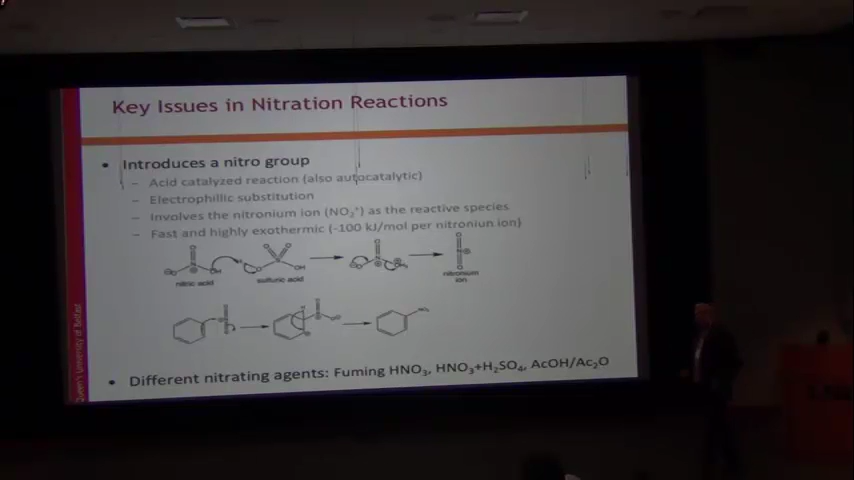 Key Issues in Nitration Reactions
• Introduces a nitro group
– Acid catalyzed reaction (also autocatalytic)
– Electrophillic substitution
– Involves the nitronium ion (NO₂⁺) as the reactive species
– Fast and highly exothermic (-100 kJ/mol per nitroniun ion)
nitric acid
sulfuric acid
nitronium
ion
• Different nitrating agents: Fuming HNO₃, HNO₃+H₂SO₄, AcOH/Ac₂O
Queen's University of Belfast